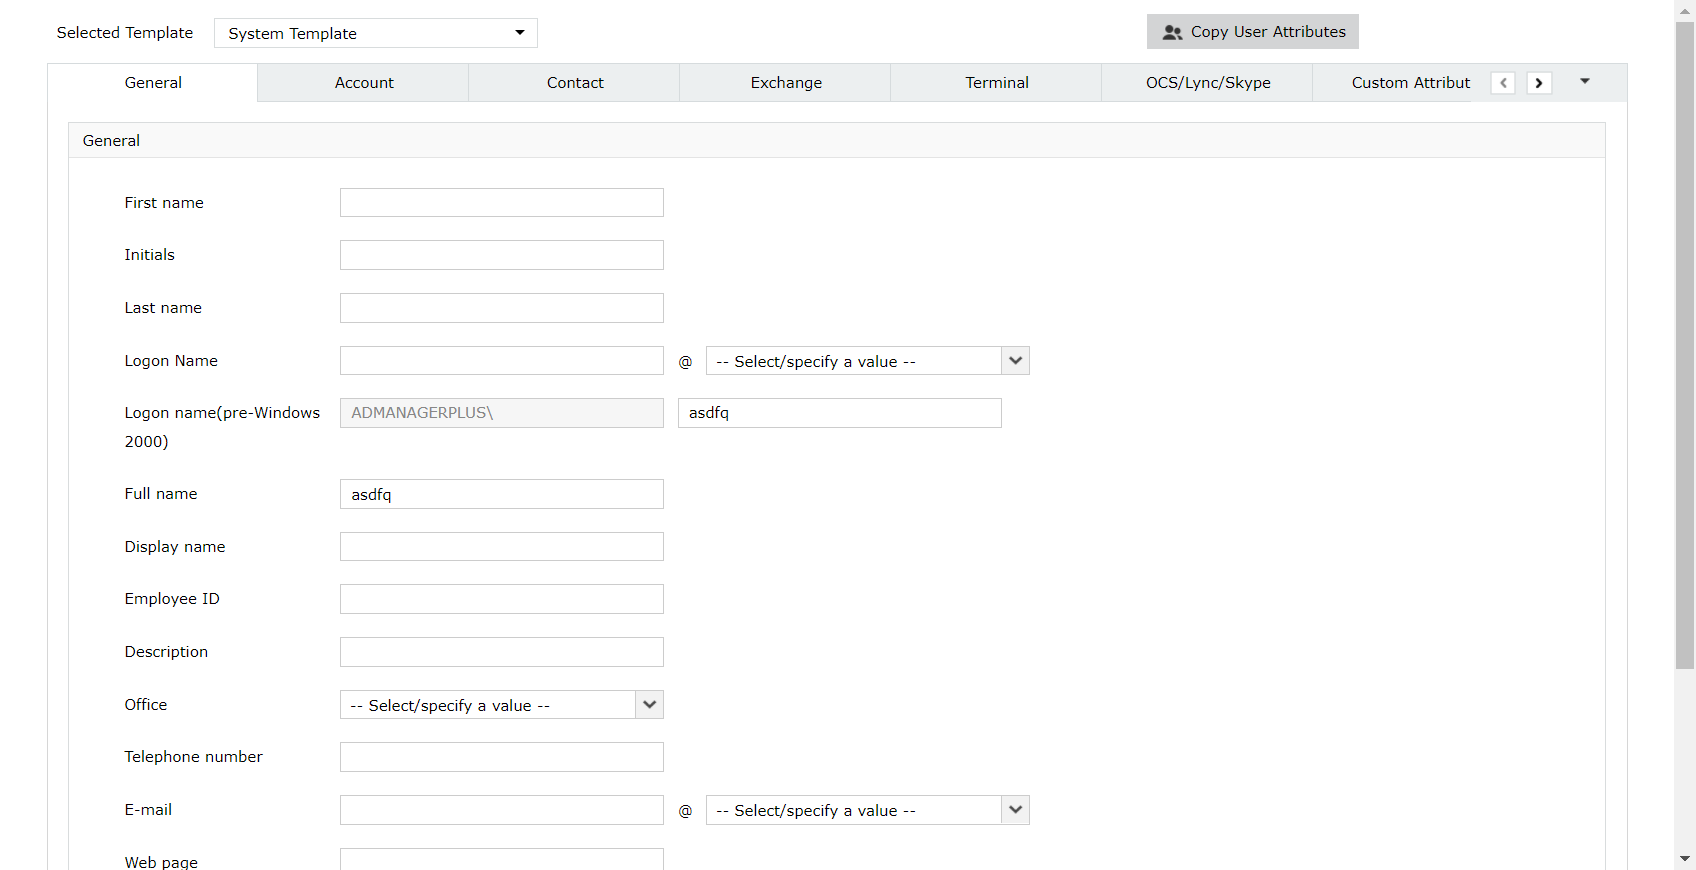 Selected Template System Template Copy User Attributes
General Account Contact Exchange Terminal OCS/Lync/Skype Custom Attribut
General
First name
Initials
Last name
Logon Name @ -- Select/specify a value --
Logon name(pre-Windows 2000) ADMANAGERPLUS\ asdfq
Full name asdfq
Display name
Employee ID
Description
Office -- Select/specify a value --
Telephone number
E-mail @ -- Select/specify a value --
Web page